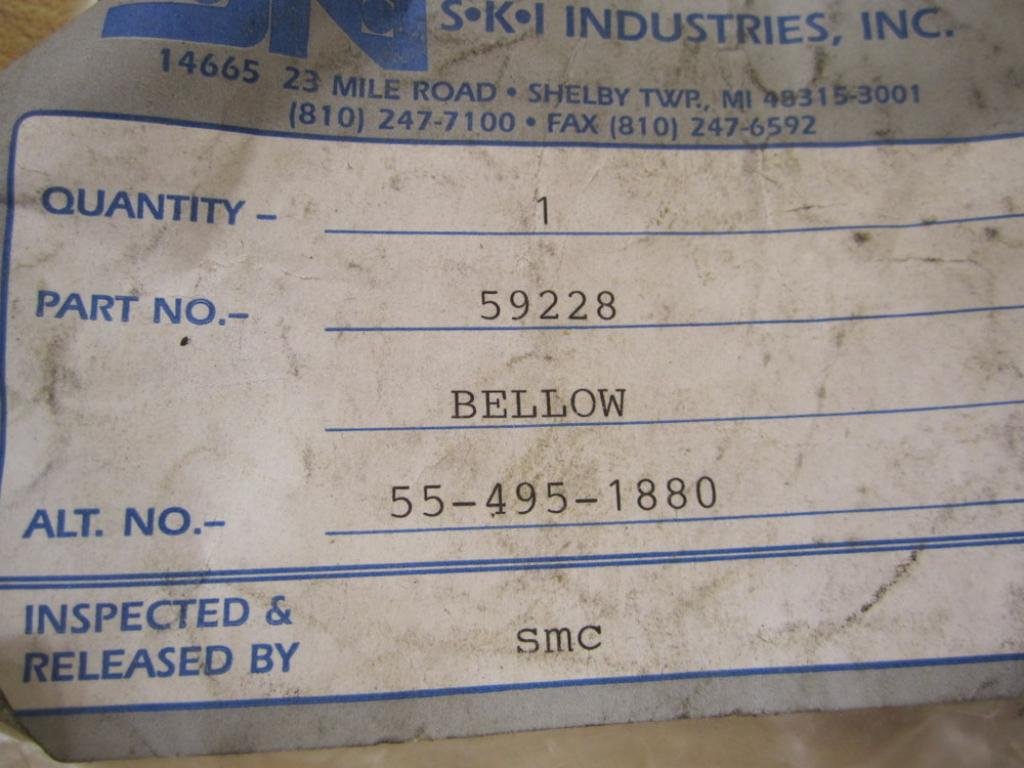 S•K•I INDUSTRIES, INC.
14665 23 MILE ROAD • SHELBY TWP., MI 48315-3001
(810) 247-7100 • FAX (810) 247-6592
QUANTITY – 1
PART NO.– 59228
BELLOW
ALT. NO.– 55-495-1880
INSPECTED &
RELEASED BY smc